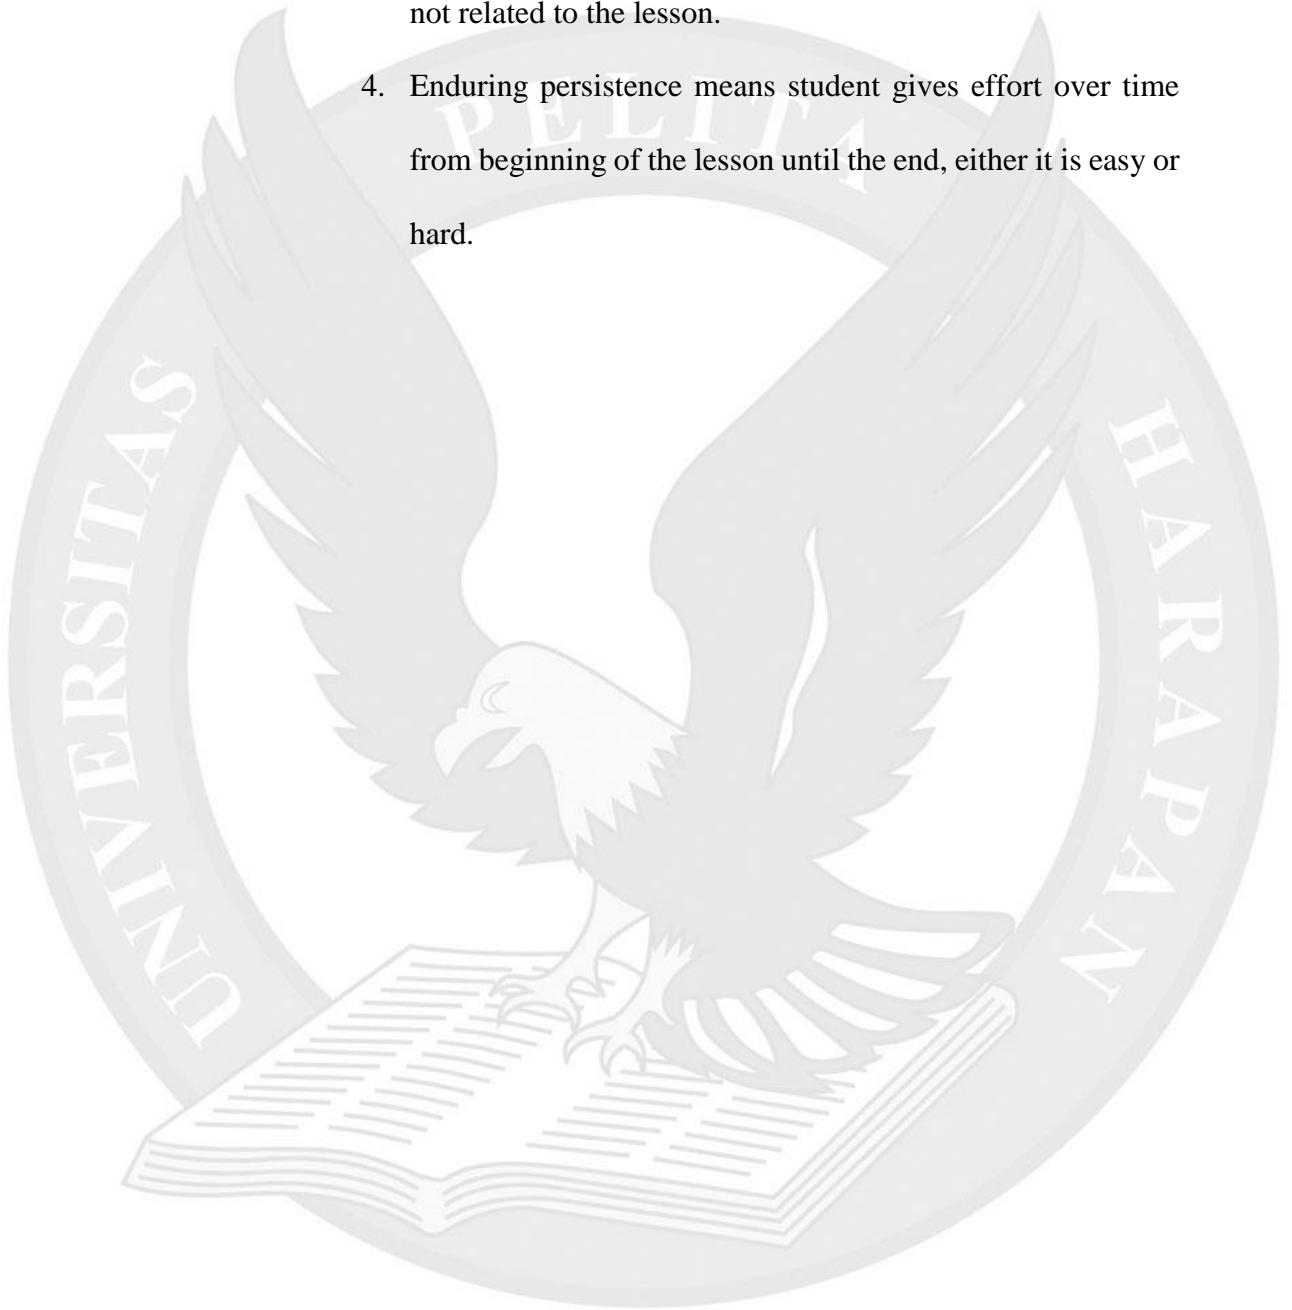 not related to the lesson.
4. Enduring persistence means student gives effort over time
from beginning of the lesson until the end, either it is easy or
hard.
UNIVERSITAS PELITA HARAPAN